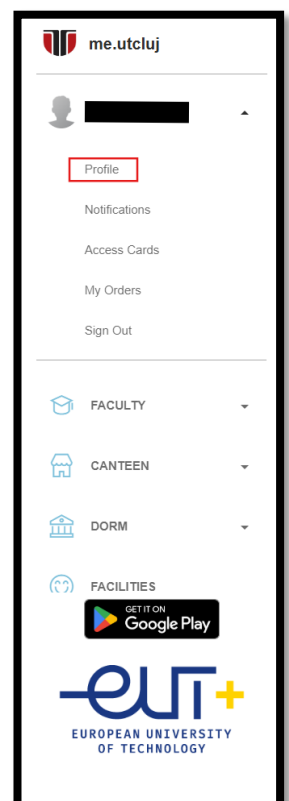 me.utcluj
Profile
Notifications
Access Cards
My Orders
Sign Out
FACULTY
CANTEEN
DORM
FACILITIES
GET IT ON
Google Play
eut+
EUROPEAN UNIVERSITY
OF TECHNOLOGY